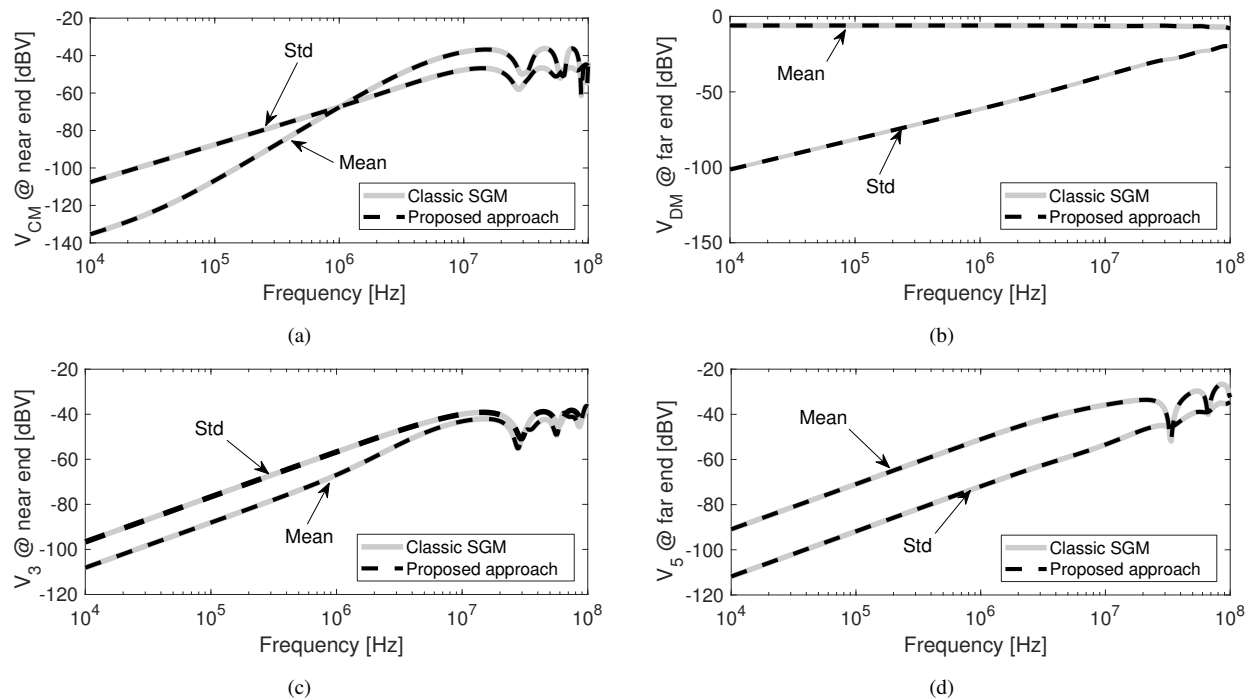 -20
-40
-60
-80
-100
-120
-140
V_CM @ near end [dBV]
Std
Mean
Classic SGM
Proposed approach
10^4
10^5
10^6
10^7
10^8
Frequency [Hz]
(a)
0
-50
-100
-150
V_DM @ far end [dBV]
Mean
Std
Classic SGM
Proposed approach
10^4
10^5
10^6
10^7
10^8
Frequency [Hz]
(b)
-20
-40
-60
-80
-100
-120
V_3 @ near end [dBV]
Std
Mean
Classic SGM
Proposed approach
10^4
10^5
10^6
10^7
10^8
Frequency [Hz]
(c)
-20
-40
-60
-80
-100
-120
V_5 @ far end [dBV]
Mean
Std
Classic SGM
Proposed approach
10^4
10^5
10^6
10^7
10^8
Frequency [Hz]
(d)